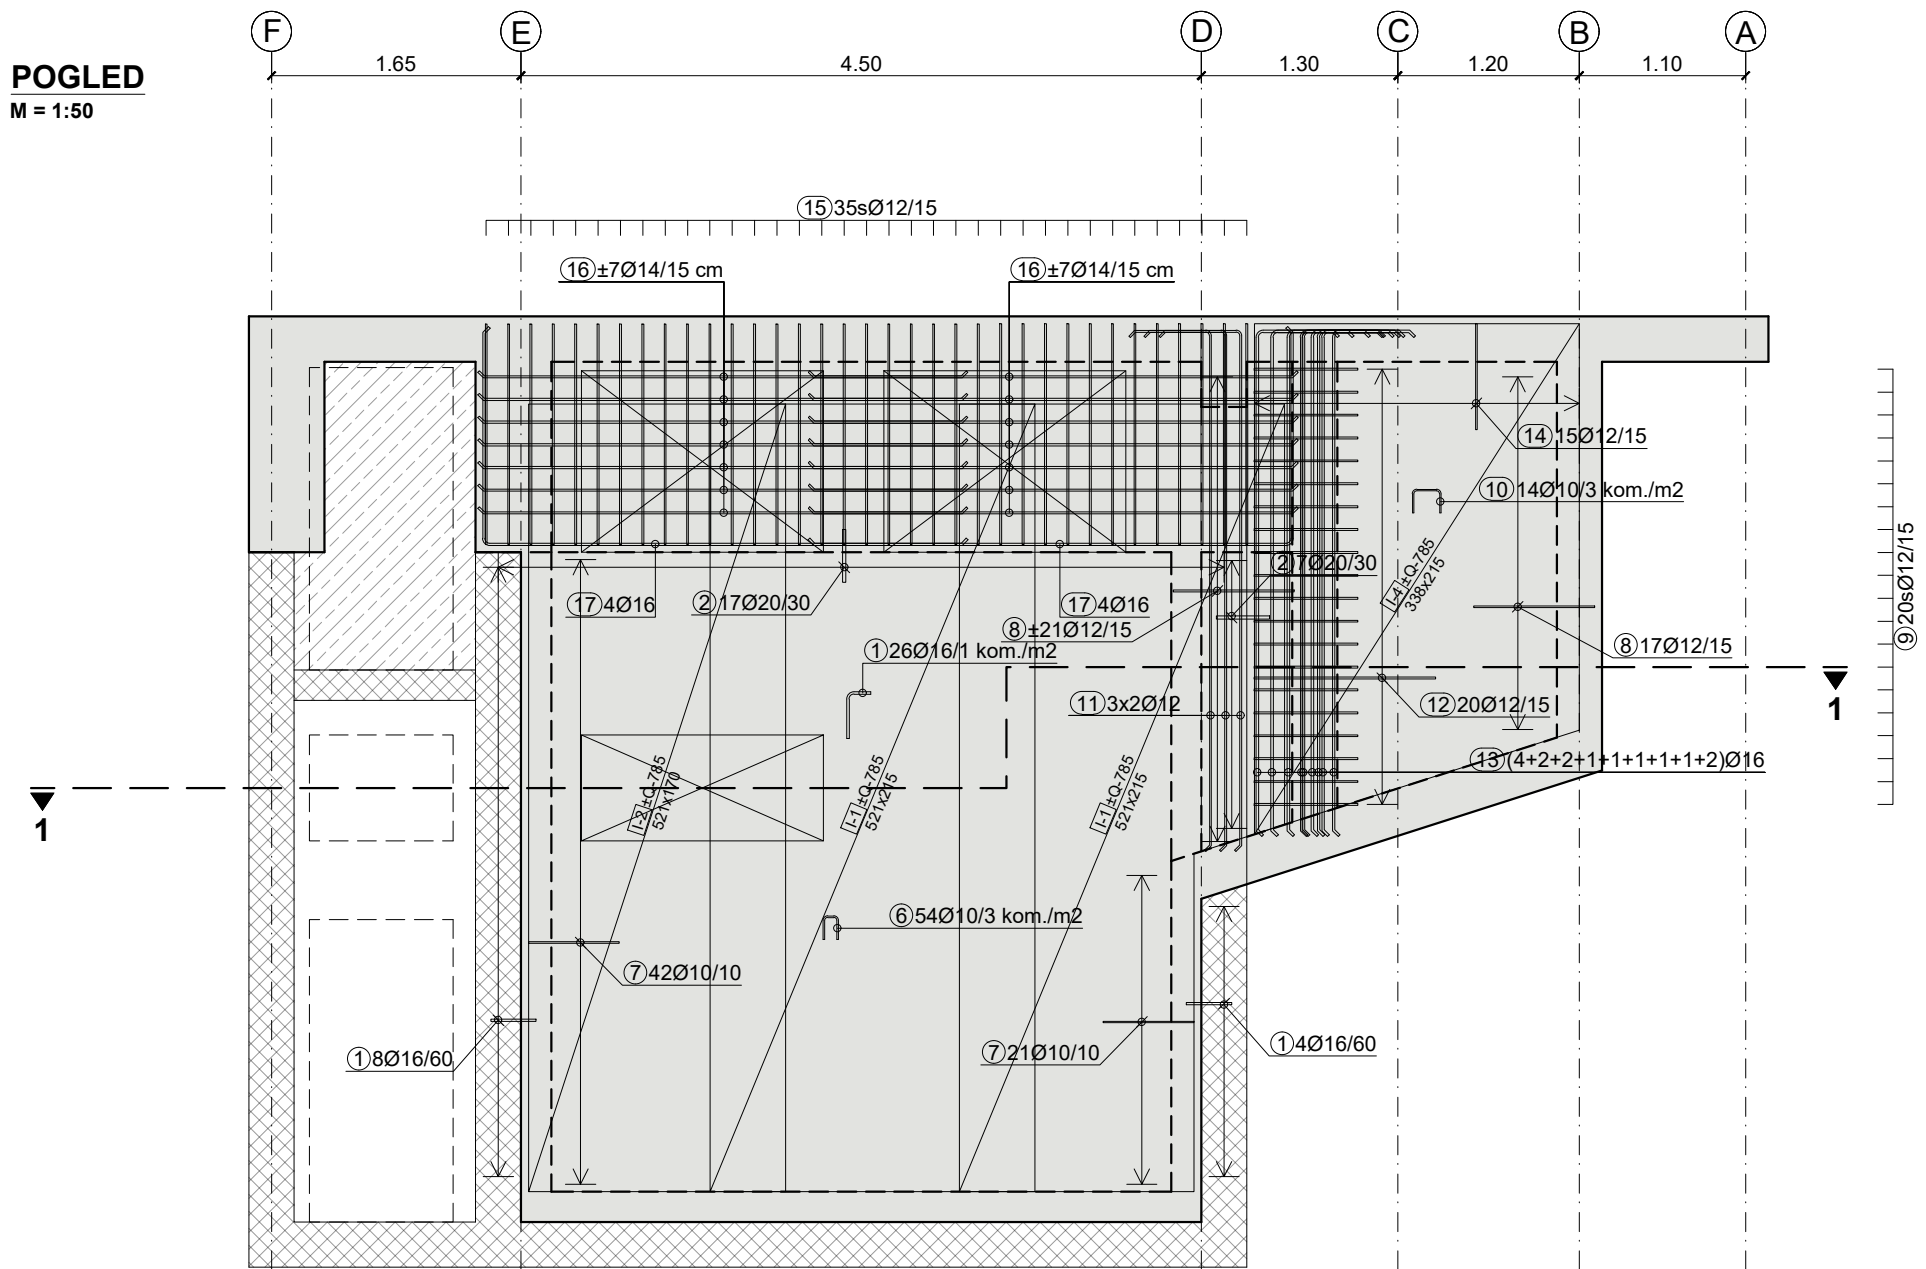 F E D C B A
POGLED
M = 1:50
1.65 4.50 1.30 1.20 1.10
15 35sØ12/15
16 ±7Ø14/15 cm
16 ±7Ø14/15 cm
14 15Ø12/15
10 14Ø10/3 kom./m2
9 20sØ12/15
2 7Ø20/30
I-4 ±Q-785
338x215
17 4Ø16
2 17Ø20/30
17 4Ø16
8 ±21Ø12/15
8 17Ø12/15
1 26Ø16/1 kom./m2
11 3x2Ø12
12 20Ø12/15
1
13 (4+2+2+1+1+1+1+1+2)Ø16
I-2 ±Q-785
521x170
I-1 ±Q-785
521x215
I-1 ±Q-785
521x215
1
6 54Ø10/3 kom./m2
7 42Ø10/10
1 8Ø16/60
7 21Ø10/10
1 4Ø16/60